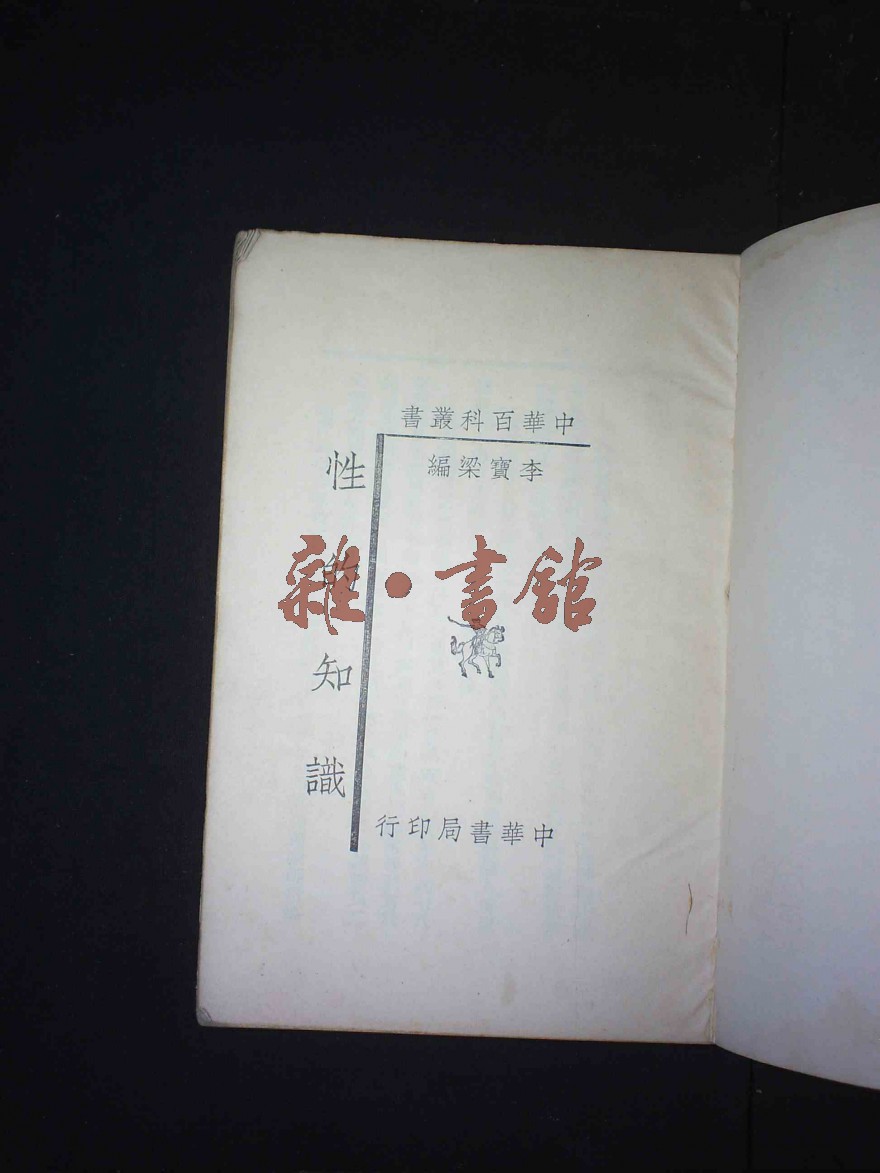 中華百科叢書
李寶梁編
性的知識
雜·書館
中華書局印行